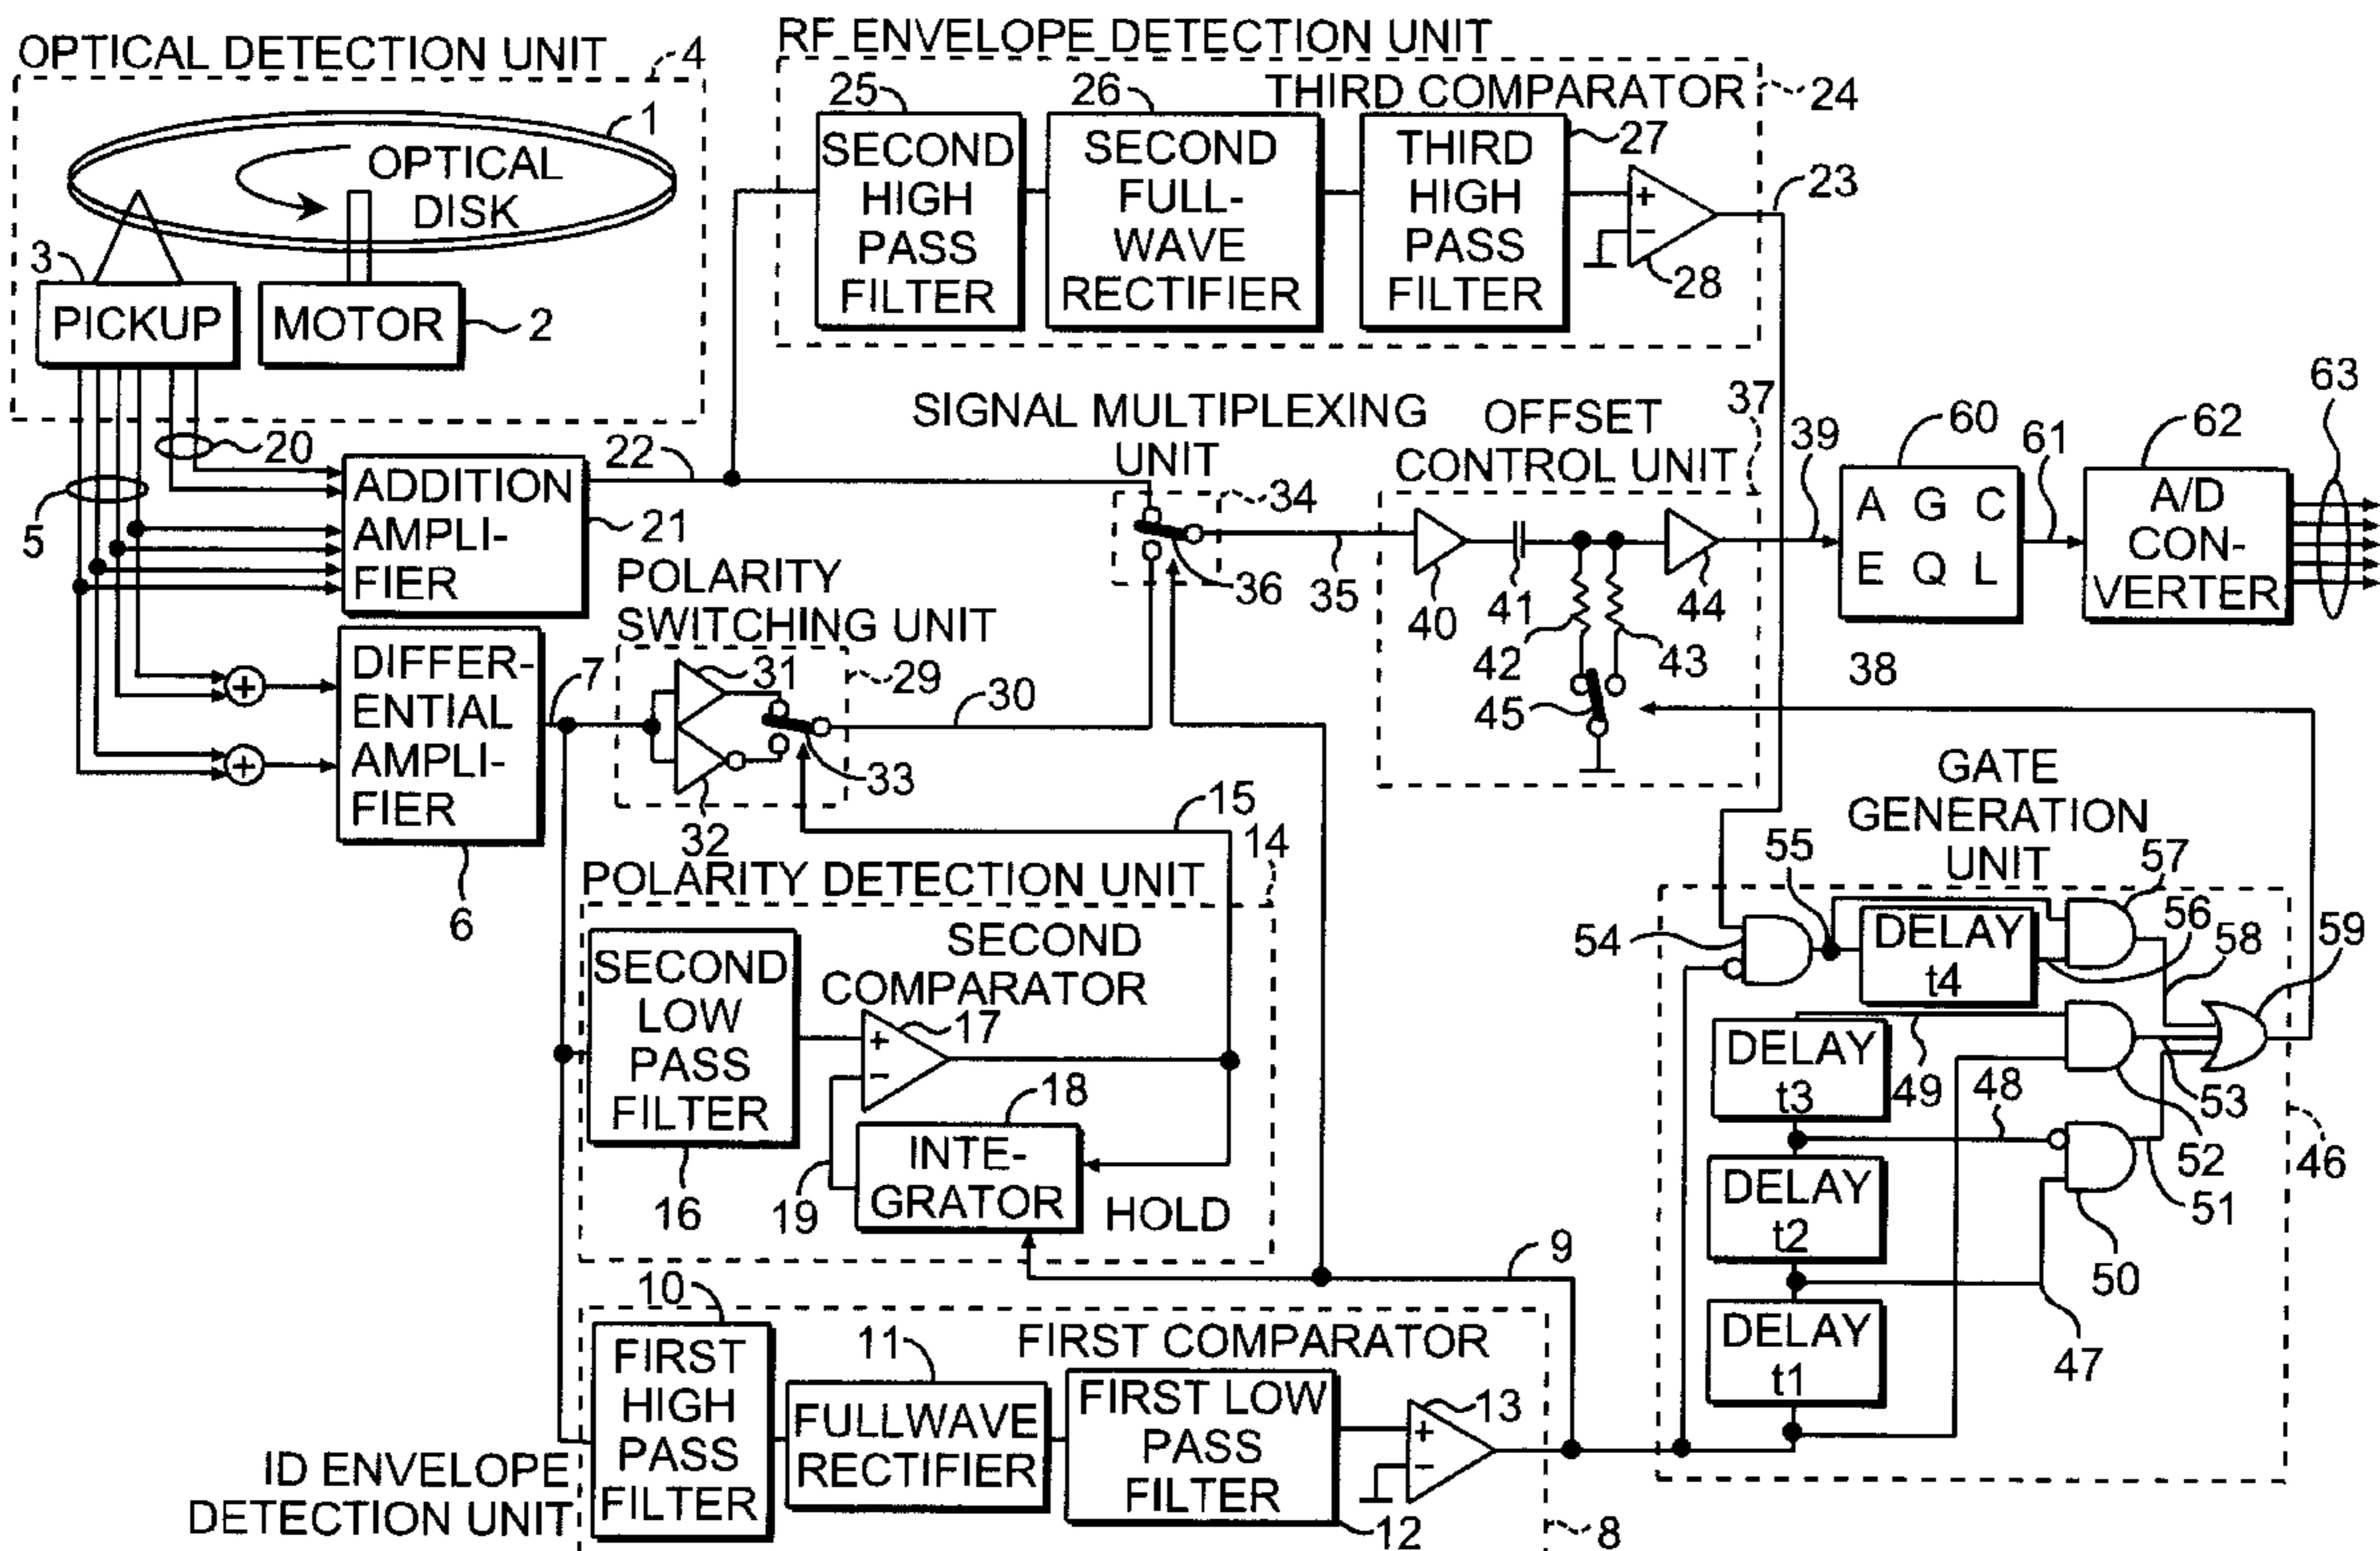 OPTICAL DETECTION UNIT
4
1
OPTICAL
DISK
3
PICKUP
MOTOR
2
RF ENVELOPE DETECTION UNIT
25
26
THIRD COMPARATOR
24
SECOND
HIGH
PASS
FILTER
SECOND
FULL-
WAVE
RECTIFIER
THIRD
HIGH
PASS
FILTER
27
+
−
28
23
20
5
22
ADDITION
AMPLI-
FIER
21
SIGNAL MULTIPLEXING
UNIT
34
36
35
OFFSET
CONTROL UNIT
37
39
40
41
42
43
44
45
38
60
A G C
E Q L
61
62
A/D
CON-
VERTER
63
+
+
DIFFER-
ENTIAL
AMPLI-
FIER
6
7
POLARITY
SWITCHING UNIT
31
29
32
33
30
15
14
POLARITY DETECTION UNIT
SECOND
LOW
PASS
FILTER
16
SECOND
COMPARATOR
17
+
−
18
INTE-
GRATOR
19
HOLD
9
10
FIRST COMPARATOR
11
FIRST
HIGH
PASS
FILTER
FULLWAVE
RECTIFIER
FIRST LOW
PASS
FILTER
12
13
+
−
8
ID ENVELOPE
DETECTION UNIT
GATE
GENERATION
UNIT
55
57
54
DELAY
t4
56
58
59
DELAY
t3
49
48
53
52
46
DELAY
t2
51
50
DELAY
t1
47